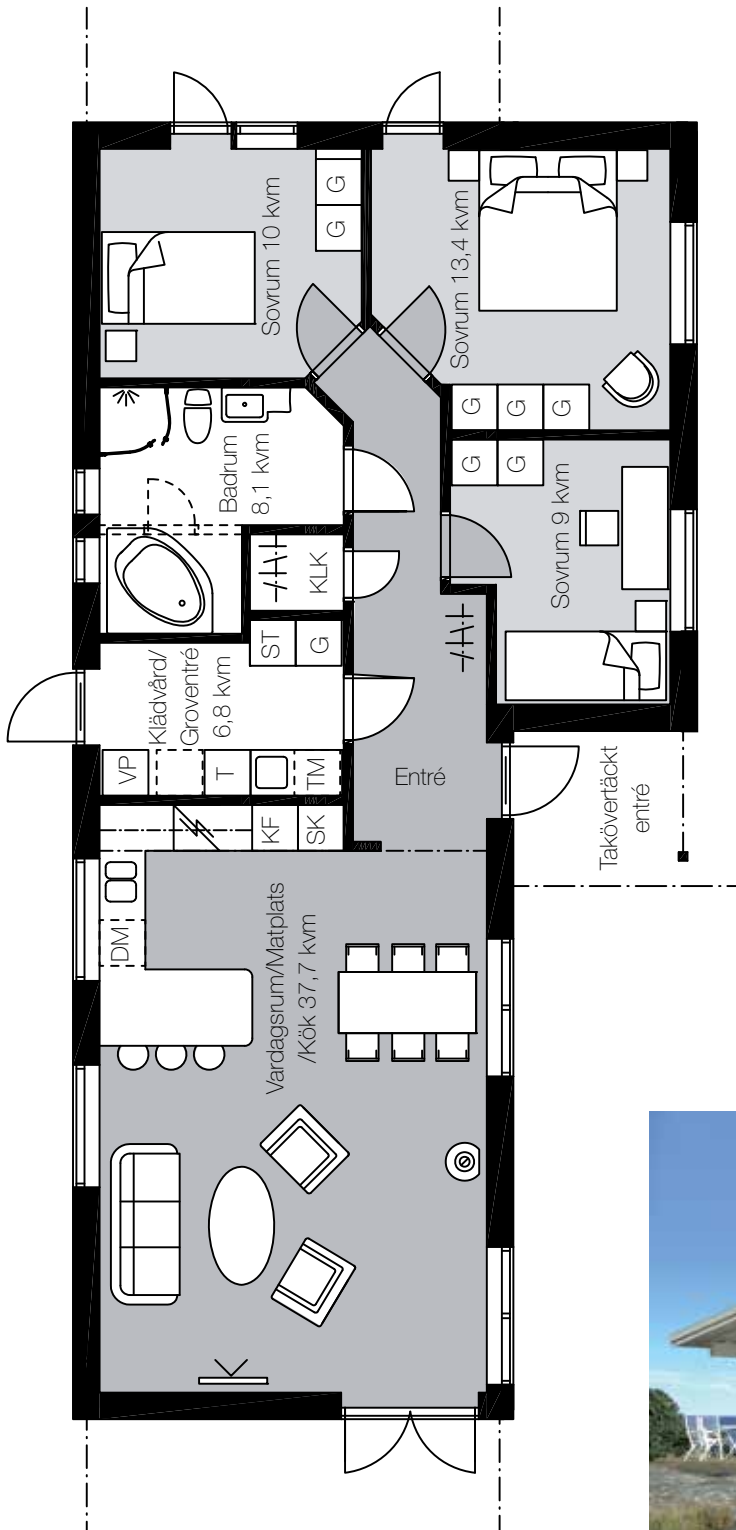 Sovrum 10 kvm
G
G
Sovrum 13,4 kvm
G
G
G
Badrum
8,1 kvm
KLK
G
G
Sovrum 9 kvm
Klädvård/
Groventré
6,8 kvm
ST
G
VP
T
TM
Entré
Takövertäckt
entré
KF
SK
DM
Vardagsrum/Matplats
/Kök 37,7 kvm